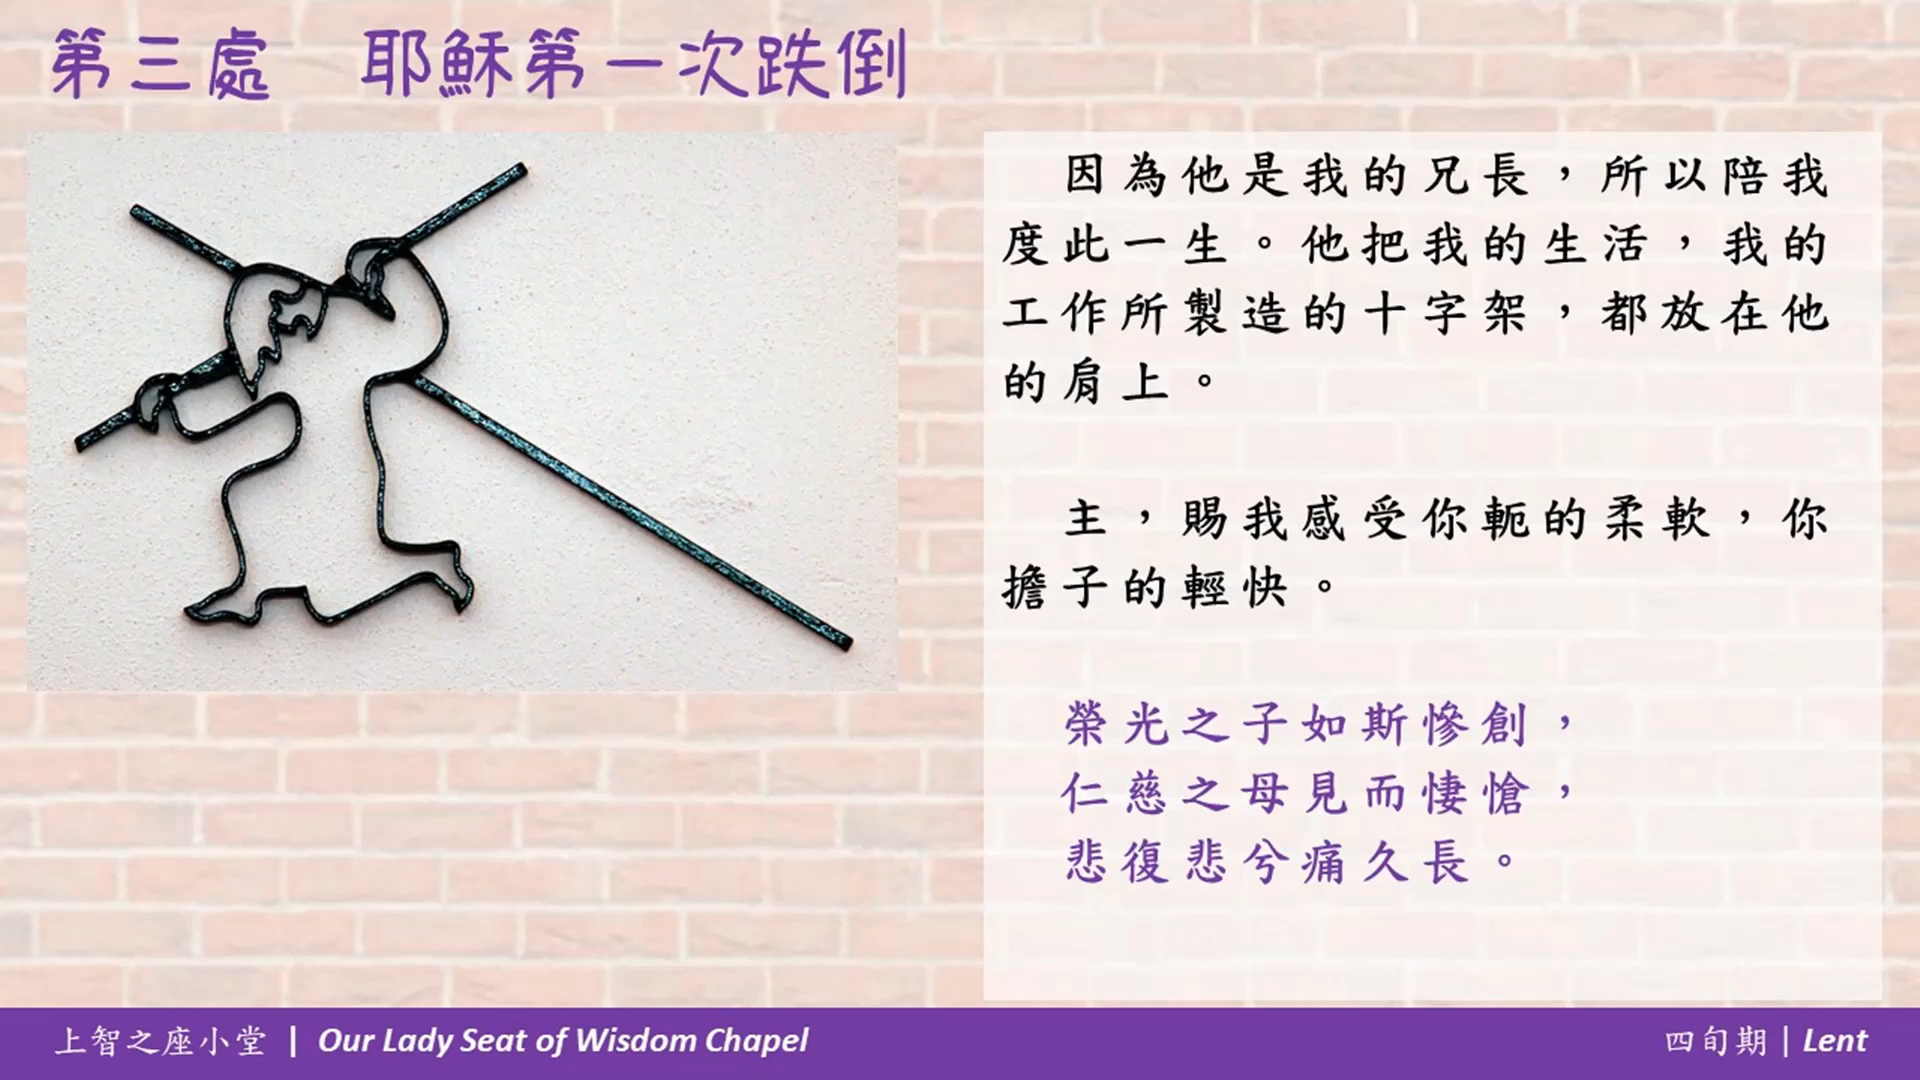 第三處　耶穌第一次跌倒
因為他是我的兄長，所以陪我
度此一生。他把我的生活，我的
工作所製造的十字架，都放在他
的肩上。
主，賜我感受你軛的柔軟，你
擔子的輕快。
榮光之子如斯慘創，
仁慈之母見而悽愴，
悲復悲兮痛久長。
上智之座小堂 | Our Lady Seat of Wisdom Chapel
四旬期 | Lent